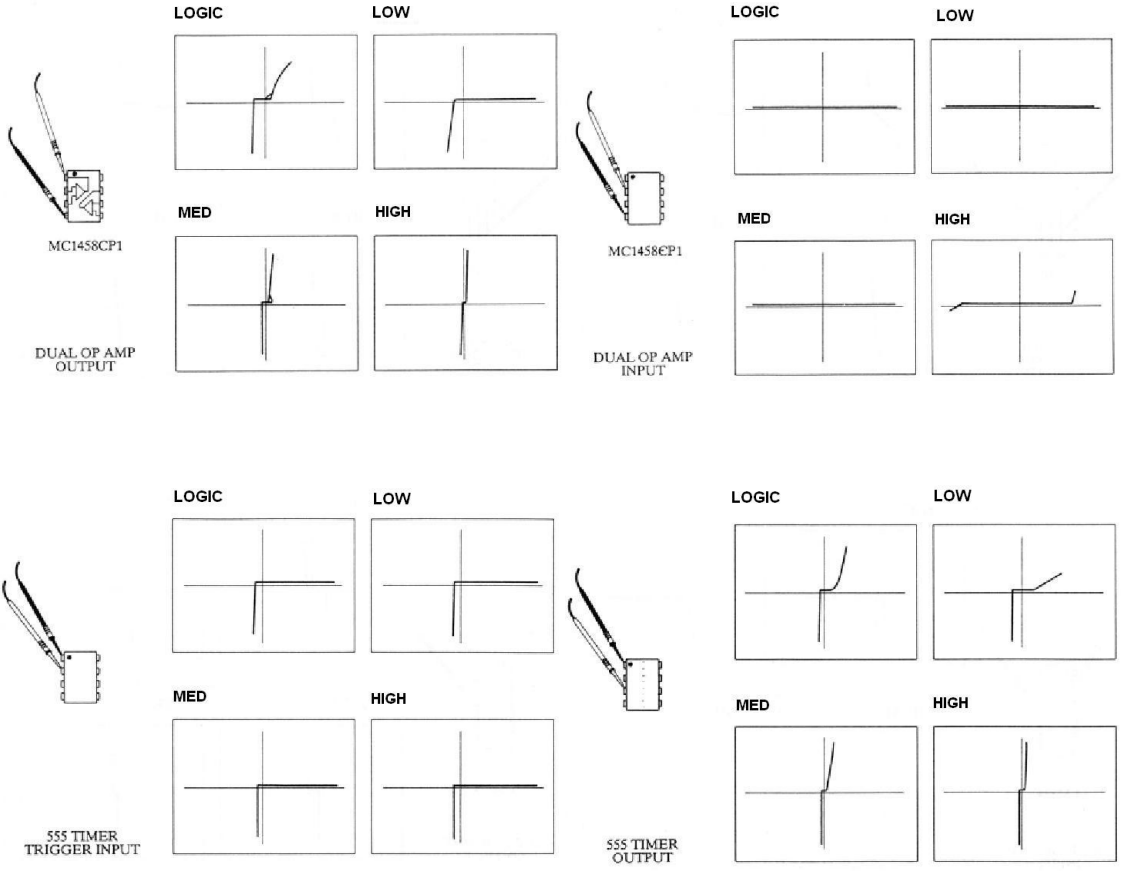 LOGIC
LOW
MC1458CP1
MED
HIGH
DUAL OP AMP
OUTPUT
LOGIC
LOW
MC1458CP1
MED
HIGH
DUAL OP AMP
INPUT
LOGIC
LOW
MED
HIGH
555 TIMER
TRIGGER INPUT
LOGIC
LOW
MED
HIGH
555 TIMER
OUTPUT